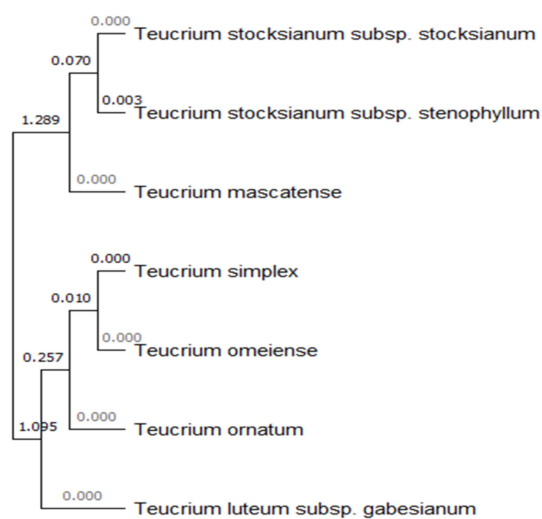 0.000
Teucrium stocksianum subsp. stocksianum
0.070
0.003
Teucrium stocksianum subsp. stenophyllum
1.289
0.000
Teucrium mascatense
0.000
Teucrium simplex
0.010
0.000
Teucrium omeiense
0.257
0.000
Teucrium ornatum
1.095
0.000
Teucrium luteum subsp. gabesianum